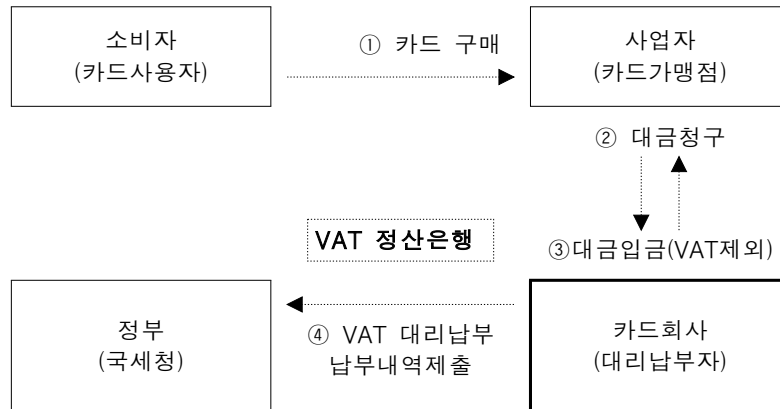 소비자
(카드사용자)
① 카드 구매
사업자
(카드가맹점)
② 대금청구
VAT 정산은행
③대금입금(VAT제외)
정부
(국세청)
④ VAT 대리납부
납부내역제출
카드회사
(대리납부자)